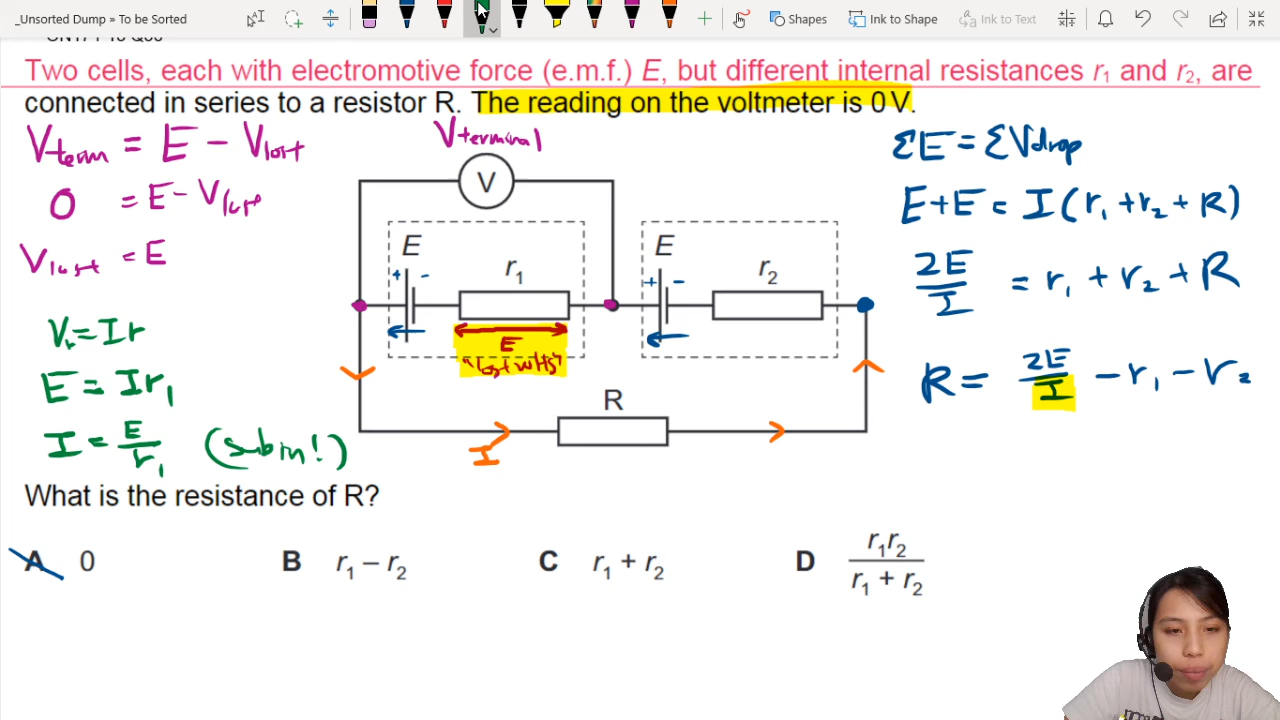 _Unsorted Dump » To be Sorted
Shapes
Ink to Shape
Ink to Text
Two cells, each with electromotive force (e.m.f.) E, but different internal resistances r₁ and r₂, are
connected in series to a resistor R. The reading on the voltmeter is 0 V.
Vterm = E - Vlost
0 = E - Vlost
Vlost = E
Vr = Ir
E = Ir₁
I = E/r₁ (sub in!)
Vterminal
V
E
r₁
+ -
E
"lost volts"
E
r₂
+ -
R
I
ΣE = ΣVdrop
E+E = I(r₁ + r₂ + R)
2E/I = r₁ + r₂ + R
R = 2E/I - r₁ - r₂
What is the resistance of R?
A 0
B r₁ – r₂
C r₁ + r₂
D r₁r₂/(r₁ + r₂)